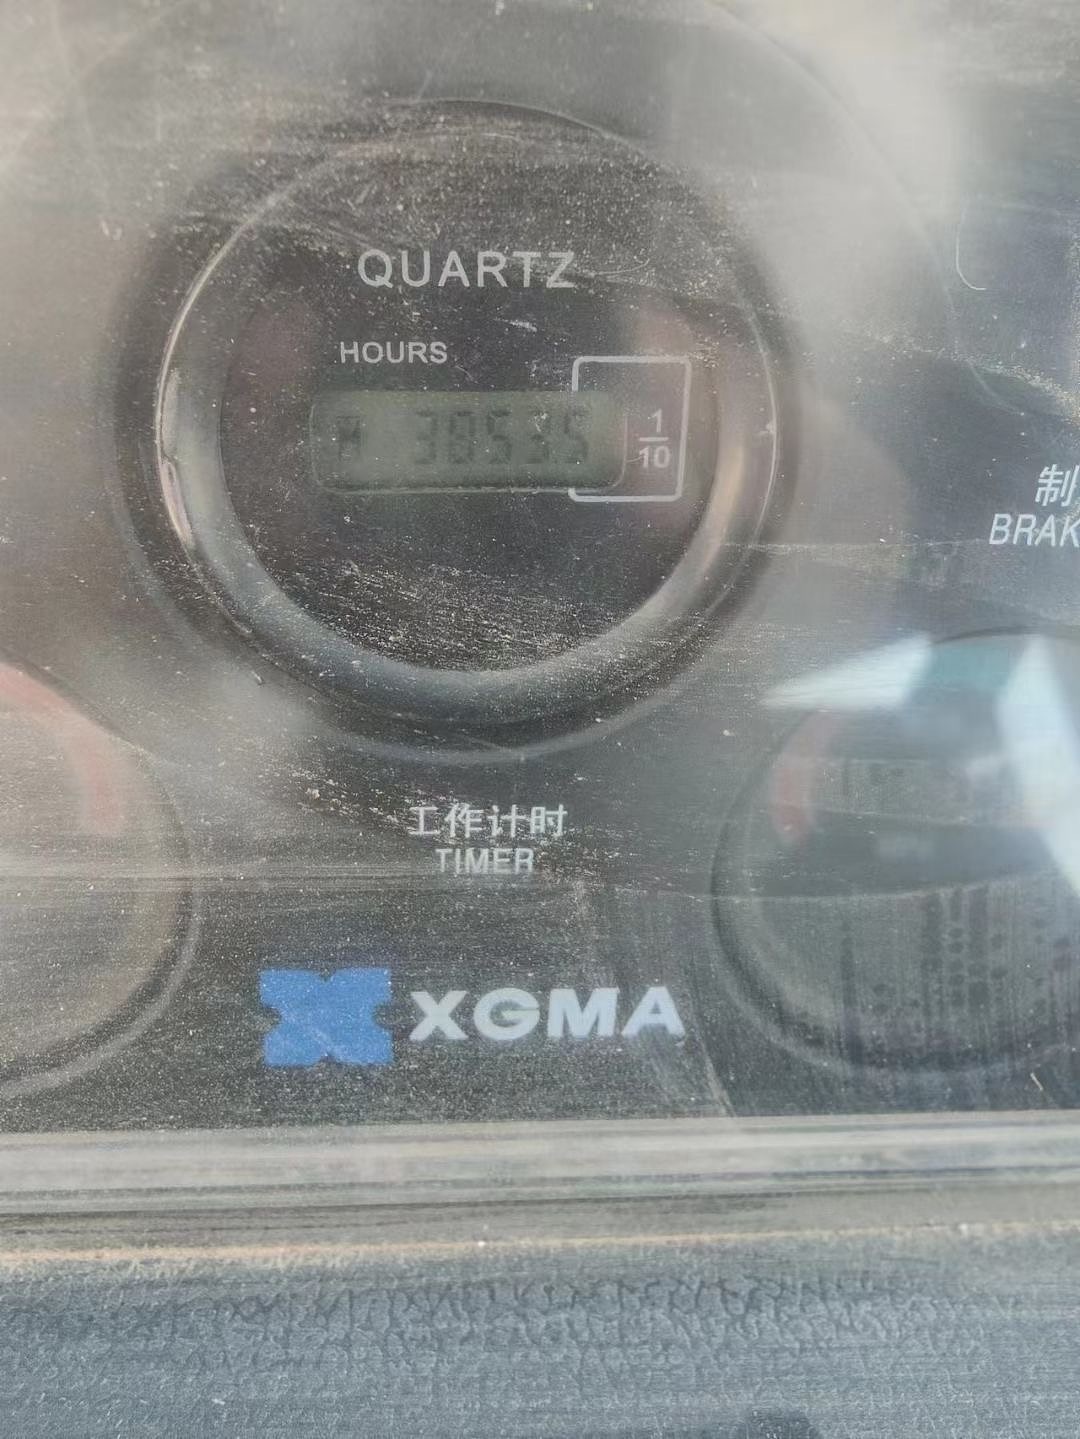 QUARTZ
HOURS
38535
1
10
制
BRAK
工作计时
TIMER
XGMA